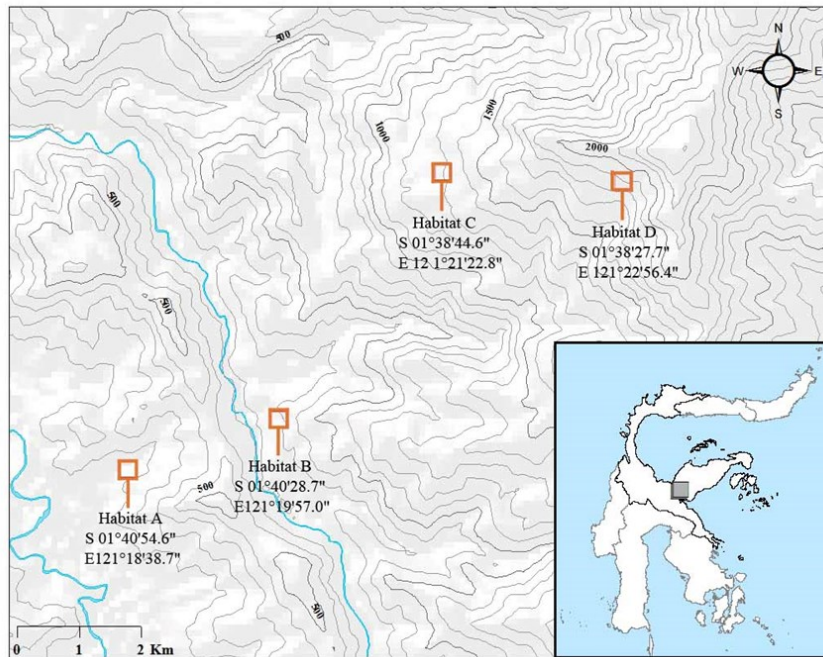 500
N
W E
S
1500
1000
2000
500
Habitat C
S 01°38'44.6"
E 12 1°21'22.8"
Habitat D
S 01°38'27.7"
E 121°22'56.4"
500
Habitat B
S 01°40'28.7"
E121°19'57.0"
500
Habitat A
S 01°40'54.6"
E121°18'38.7"
500
0 1 2 Km